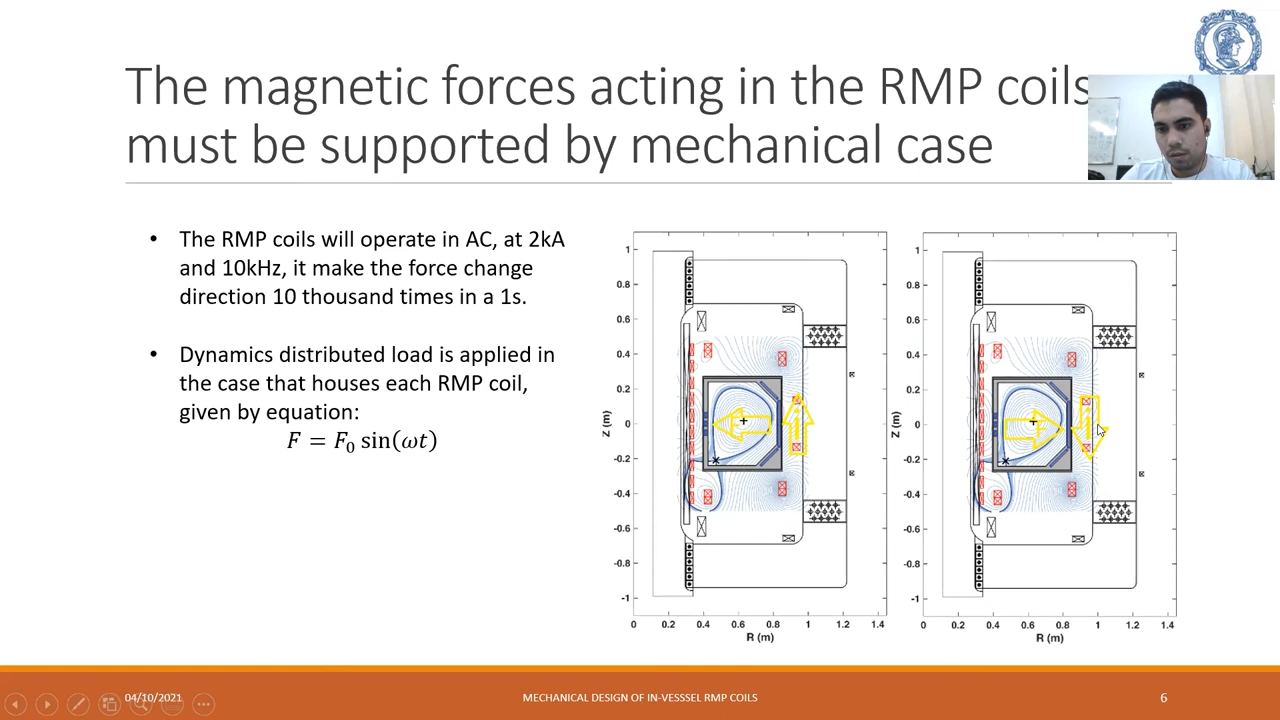 The magnetic forces acting in the RMP coils
must be supported by mechanical case
• The RMP coils will operate in AC, at 2kA
and 10kHz, it make the force change
direction 10 thousand times in a 1s.
• Dynamics distributed load is applied in
the case that houses each RMP coil,
given by equation:
F = F₀ sin(ωt)
1
0.8
0.6
0.4
0.2
0
-0.2
-0.4
-0.6
-0.8
-1
Z (m)
0 0.2 0.4 0.6 0.8 1 1.2 1.4
R (m)
1
0.8
0.6
0.4
0.2
0
-0.2
-0.4
-0.6
-0.8
-1
Z (m)
0 0.2 0.4 0.6 0.8 1 1.2 1.4
R (m)
04/10/2021
MECHANICAL DESIGN OF IN-VESSSEL RMP COILS
6